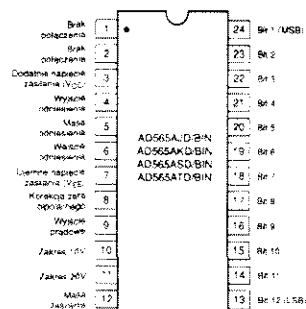 Brak
połączenia
1
Brak
połączenia
2
Dodatnie napięcie
zasilania (VCC)
3
Wyjście
odniesienia
4
Masa
odniesienia
5
Wejście
odniesienia
6
Ujemne napięcie
zasilania (VEE)
7
Korekcja zera
bipolarnego
8
Wyjście
prądowe
9
Zakres 10V
10
Zakres 20V
11
Masa
zasilania
12
AD565AJD/BIN
AD565AKD/BIN
AD565ASD/BIN
AD565ATD/BIN
24
Bit 1 (MSB)
23
Bit 2
22
Bit 3
21
Bit 4
20
Bit 5
19
Bit 6
18
Bit 7
17
Bit 8
16
Bit 9
15
Bit 10
14
Bit 11
13
Bit 12 (LSB)